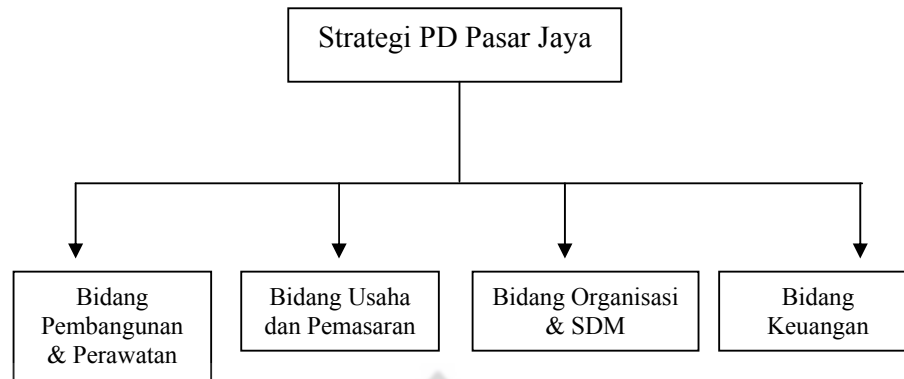 Strategi PD Pasar Jaya
Bidang
Pembangunan
& Perawatan
Bidang Usaha
dan Pemasaran
Bidang Organisasi
& SDM
Bidang
Keuangan